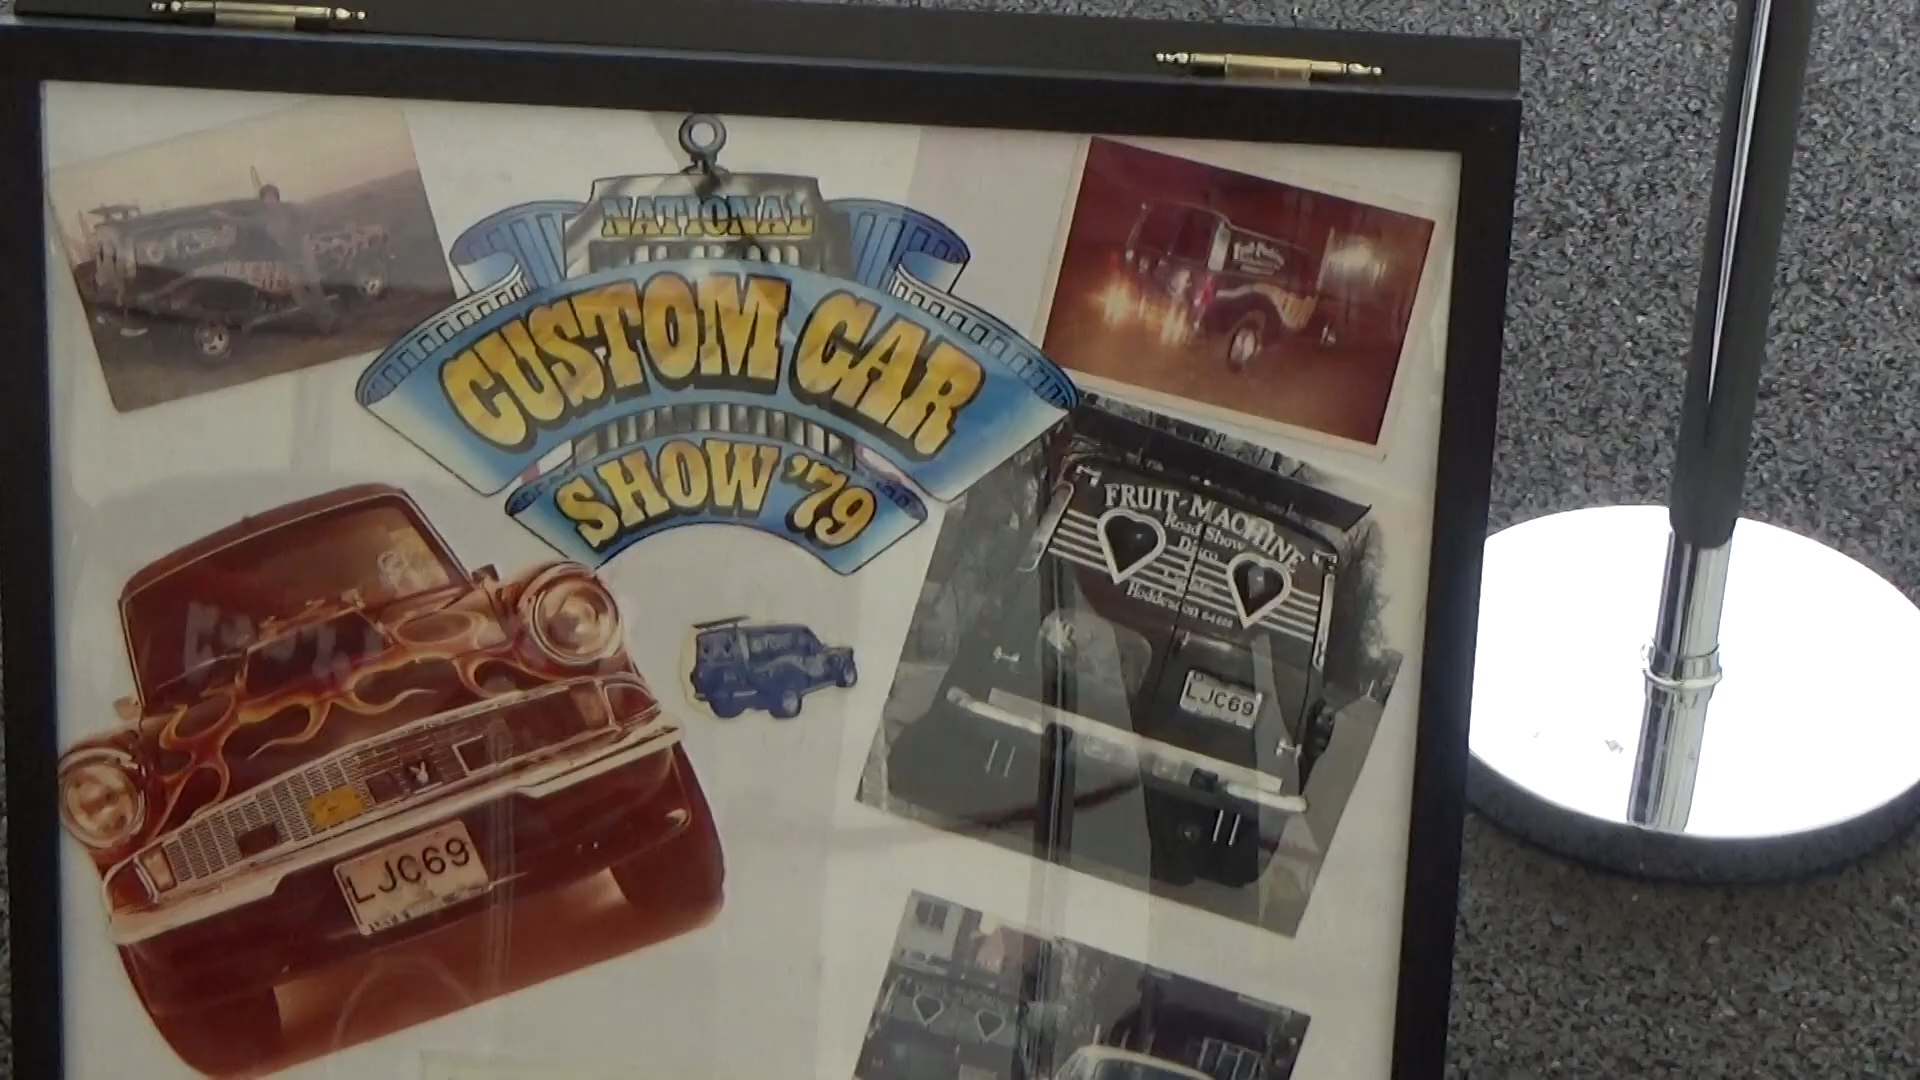 NATIONAL
CUSTOM CAR
SHOW '79
FRUIT-MACHINE
Road Show
Disco
Hoddesdon
LJC69
LJC69